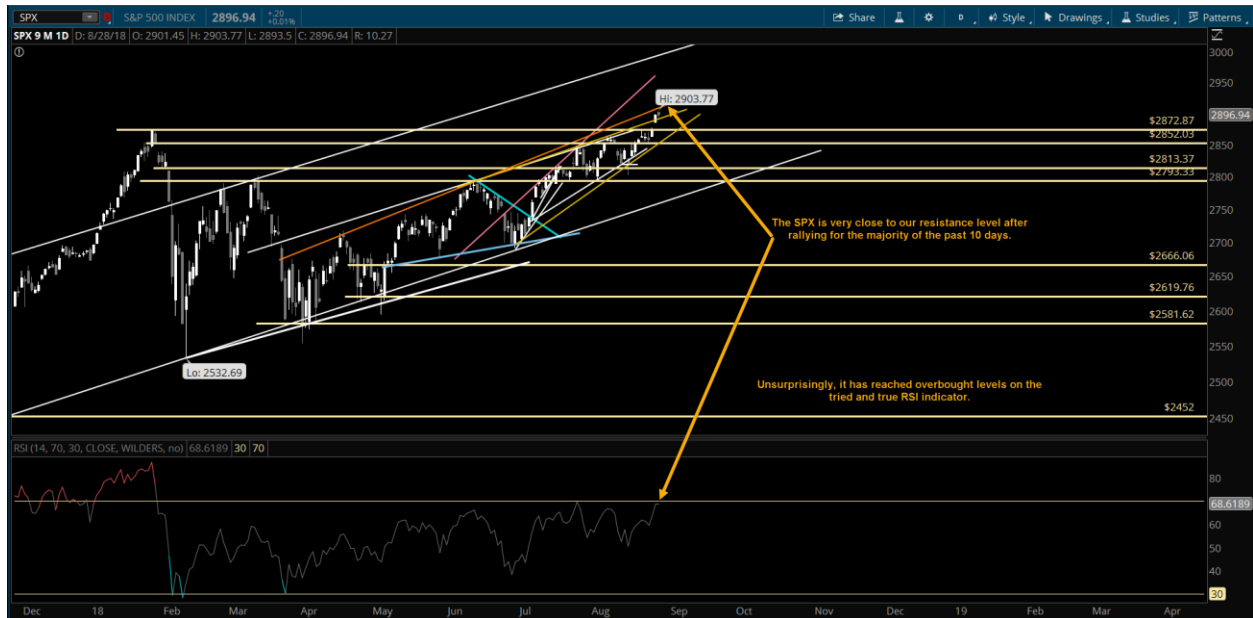 SPX S&P 500 INDEX 2896.94 +.20 +0.01% Share D Style Drawings Studies Patterns
SPX 9 M 1D D: 8/28/18 O: 2901.45 H: 2903.77 L: 2893.5 C: 2896.94 R: 10.27
3000
2950
Hi: 2903.77
2896.94
$2872.87
$2852.03
2850
$2813.37
2800
$2793.33
2750
The SPX is very close to our resistance level after
rallying for the majority of the past 10 days.
2700
$2666.06
2650
$2619.76
2600
$2581.62
2550
Lo: 2532.69
2500
Unsurprisingly, it has reached overbought levels on the
tried and true RSI indicator.
$2452
2450
RSI (14, 70, 30, CLOSE, WILDERS, no) 68.6189 30 70
80
68.6189
60
50
40
30
Dec 18 Feb Mar Apr May Jun Jul Aug Sep Oct Nov Dec 19 Feb Mar Apr